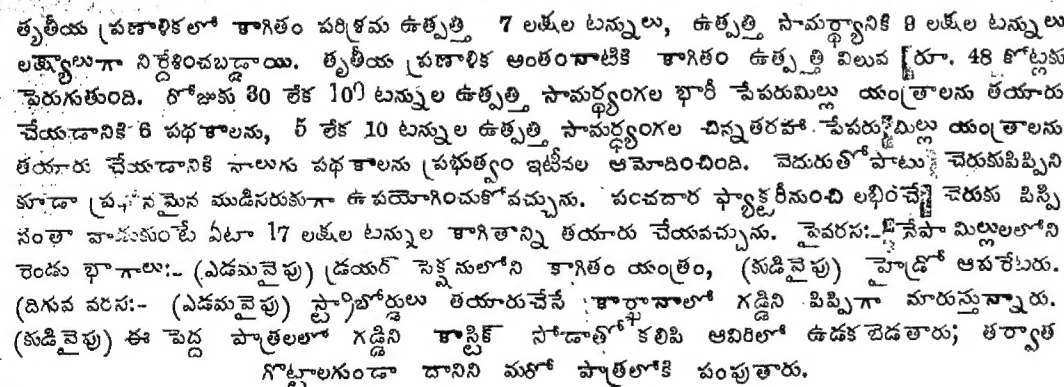 తృతీయ ప్రణాళికలో కాగితం పరిశ్రమ ఉత్పత్తి 7 లక్షల టన్నులు, ఉత్పత్తి సామర్థ్యానికి 9 లక్షల టన్నులు
లక్ష్యాలుగా నిర్దేశించబడ్డాయి. తృతీయ ప్రణాళిక అంతంనాటికి కాగితం ఉత్పత్తి విలువ రూ. 48 కోట్లకు
పెరుగుతుంది. రోజుకు 80 లేక 100 టన్నుల ఉత్పత్తి సామర్థ్యంగల భారీ పేపరుమిల్లు యంత్రాలను తయారు
చేయడానికి 6 పథకాలను, 5 లేక 10 టన్నుల ఉత్పత్తి సామర్థ్యంగల చిన్నతరహా పేపరుమిల్లు యంత్రాలను
తయారు చేయడానికి నాలుగు పథకాలను ప్రభుత్వం ఇటీవల ఆమోదించింది. వెదురుతోపాటు చెరుకుపిప్పిని
కూడా ప్రధానమైన ముడిసరుకుగా ఉపయోగించుకోవచ్చును. పంచదార ఫ్యాక్టరీనుంచి లభించే చెరుకు పిప్పి
నంతా వాడుకుంటే ఏటా 17 లక్షల టన్నుల కాగితాన్ని తయారు చేయవచ్చును. పైవరస:- నేపా మిల్లులలోని
రెండు భాగాలు:- (ఎడమవైపు) డ్రయర్ సెక్షనులోని కాగితం యంత్రం, (కుడివైపు) హైడ్రో ఆపరేటరు.
(దిగువ వరస:- (ఎడమవైపు) స్ట్రాబోర్డులు తయారుచేసే కార్ఖానాలో గడ్డిని పిప్పిగా మారుస్తున్నారు.
(కుడివైపు) ఈ పెద్ద పాత్రలలో గడ్డిని కాస్టిక్ సోడాతో కలిపి ఆవిరిలో ఉడకబెడతారు; తర్వాత
గొట్టాలగుండా దానిని మరో పాత్రలోకి పంపుతారు.